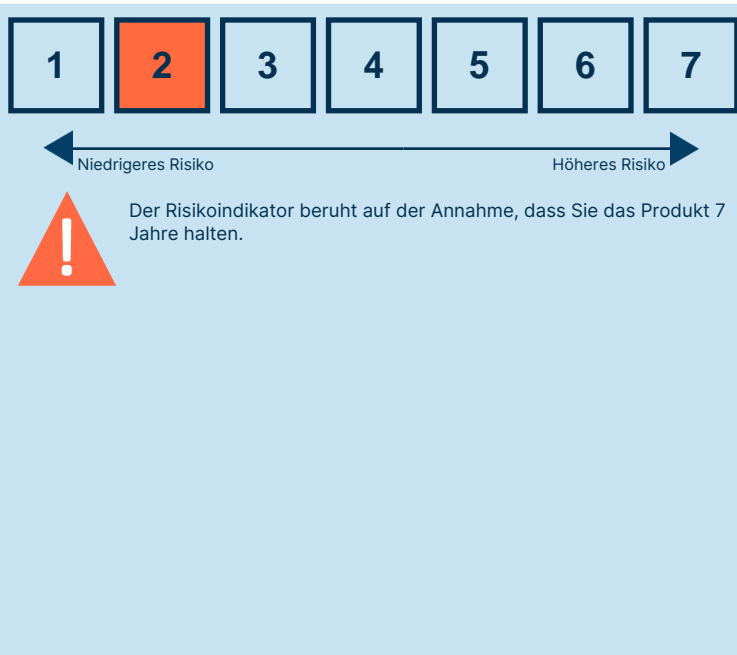 1 2 3 4 5 6 7
Niedrigeres Risiko Höheres Risiko
! Der Risikoindikator beruht auf der Annahme, dass Sie das Produkt 7
Jahre halten.